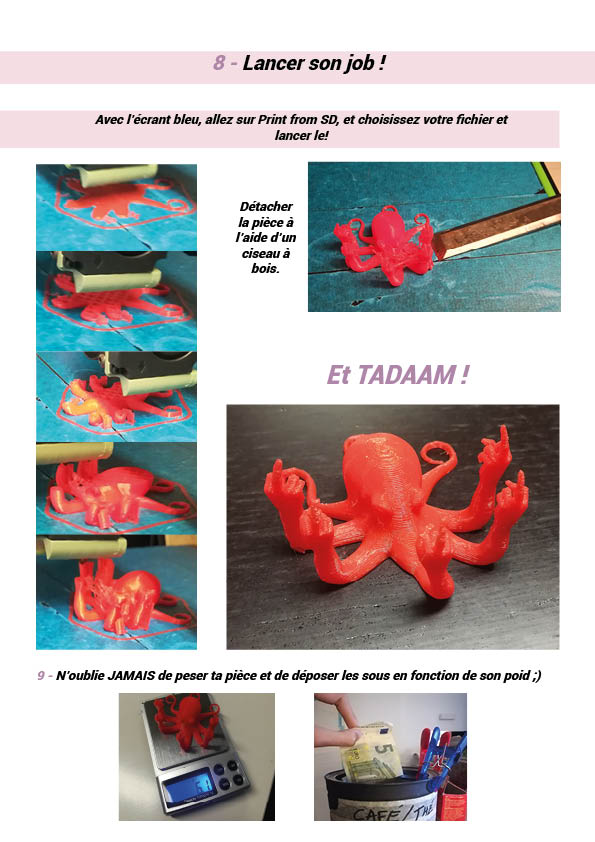 8 - Lancer son job !
Avec l'écrant bleu, allez sur Print from SD, et choisissez votre fichier et
lancer le!
Détacher
la pièce à
l'aide d'un
ciseau à
bois.
Et TADAAM !
9 - N'oublie JAMAIS de peser ta pièce et de déposer les sous en fonction de son poid ;)
5
CAFÉ/THE